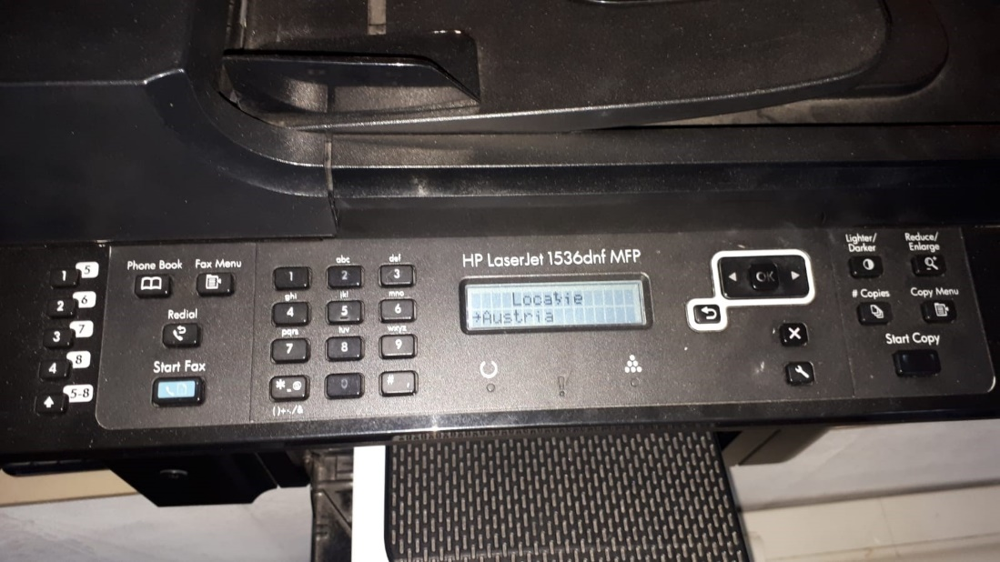 HP LaserJet 1536dnf MFP
Locaţie
→Austria
1 5
2 6
3 7
4 8
5-8
Phone Book
Fax Menu
Redial
Start Fax
1
abc
2
def
3
ghi
4
jkl
5
mno
6
pqrs
7
tuv
8
wxyz
9
* - @
0
#
OK
Lighter/
Darker
Reduce/
Enlarge
# Copies
Copy Menu
Start Copy